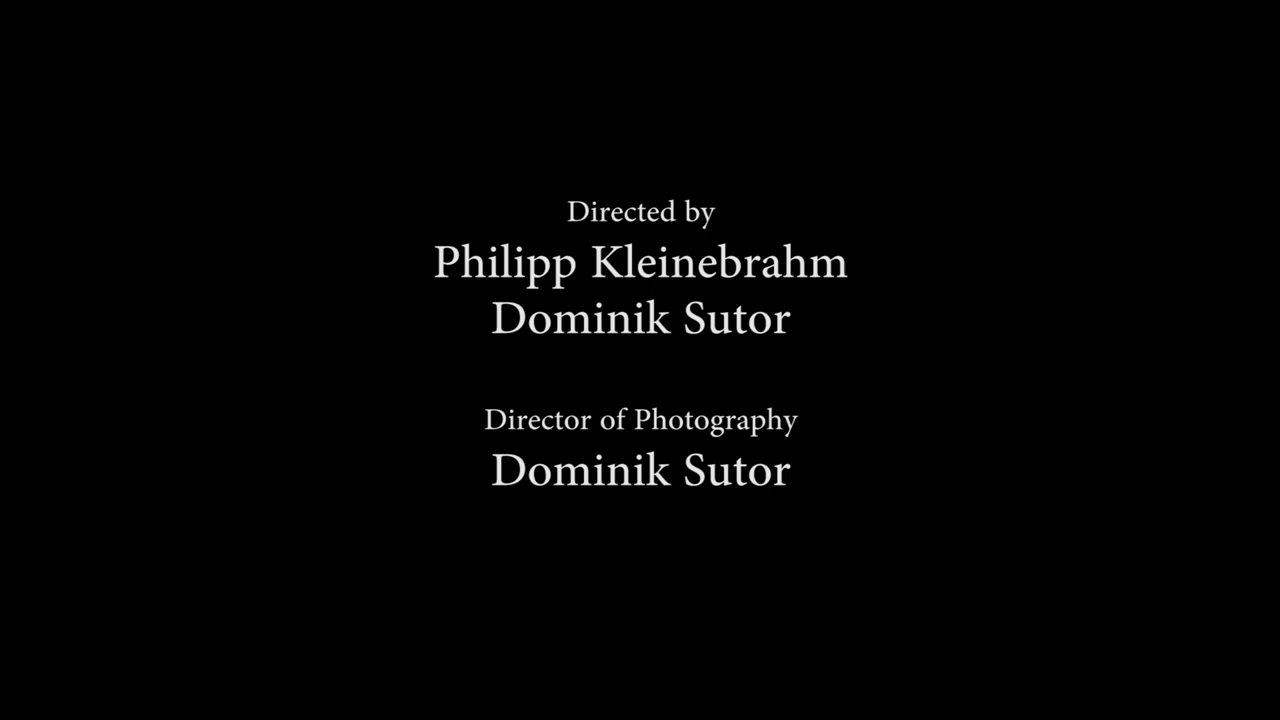 Directed by
Philipp Kleinebrahm
Dominik Sutor
Director of Photography
Dominik Sutor